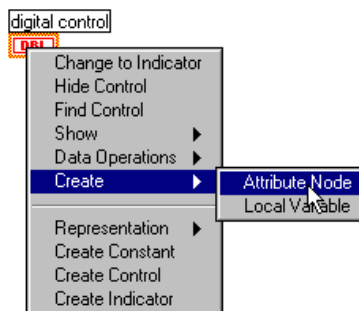 digital control
DBL
Change to Indicator
Hide Control
Find Control
Show
Data Operations
Create
Attribute Node
Local Variable
Representation
Create Constant
Create Control
Create Indicator